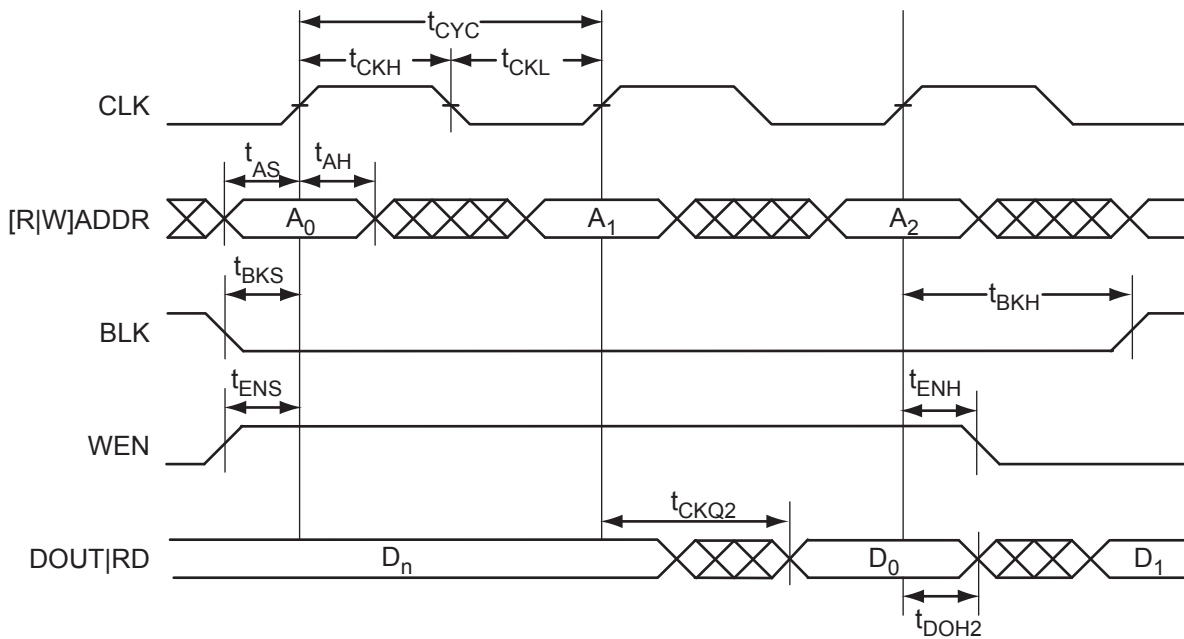 tCYC
tCKH tCKL
CLK
tAS tAH
[R|W]ADDR A0 A1 A2
tBKS tBKH
BLK
tENS tENH
WEN
tCKQ2
DOUT|RD Dn D0 D1
tDOH2